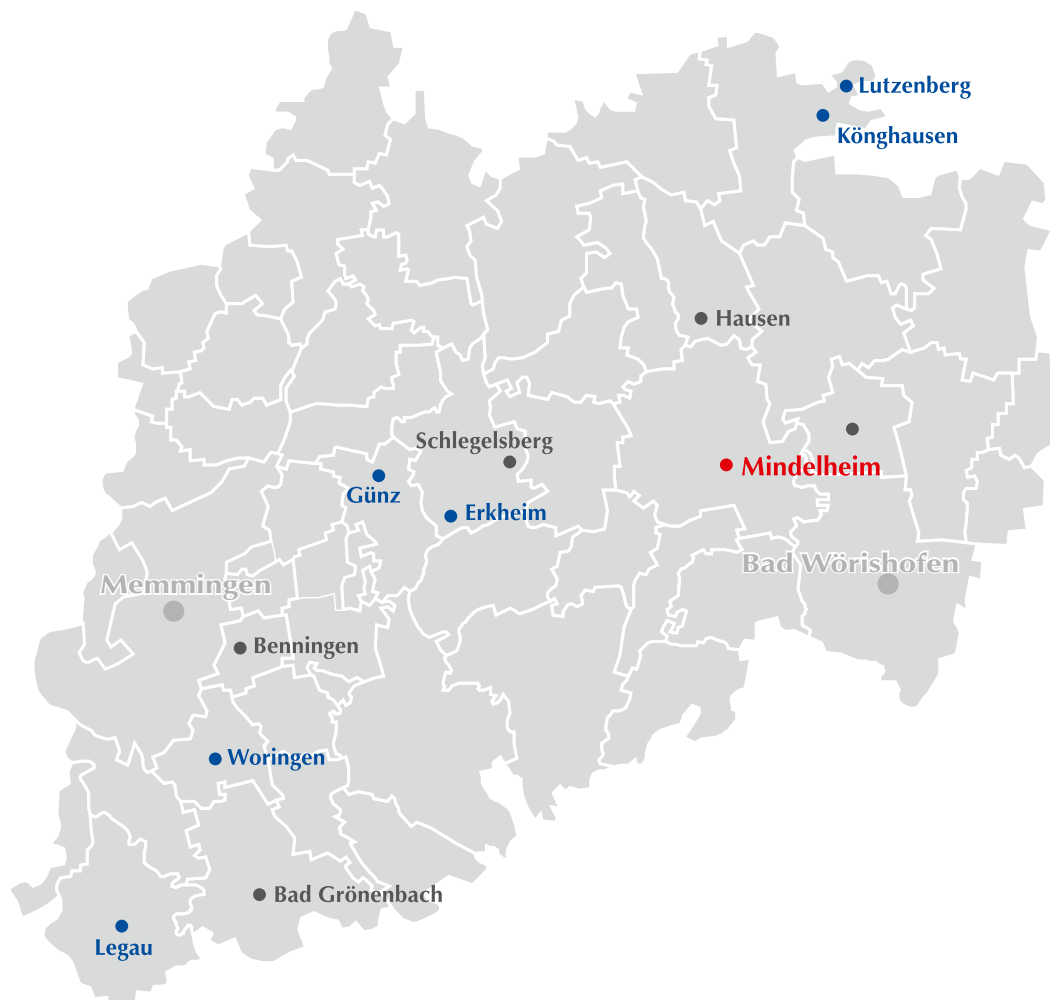 Lutzenberg
Könghausen
Hausen
Schlegelsberg
Mindelheim
Günz
Erkheim
Bad Wörishofen
Memmingen
Benningen
Woringen
Bad Grönenbach
Legau